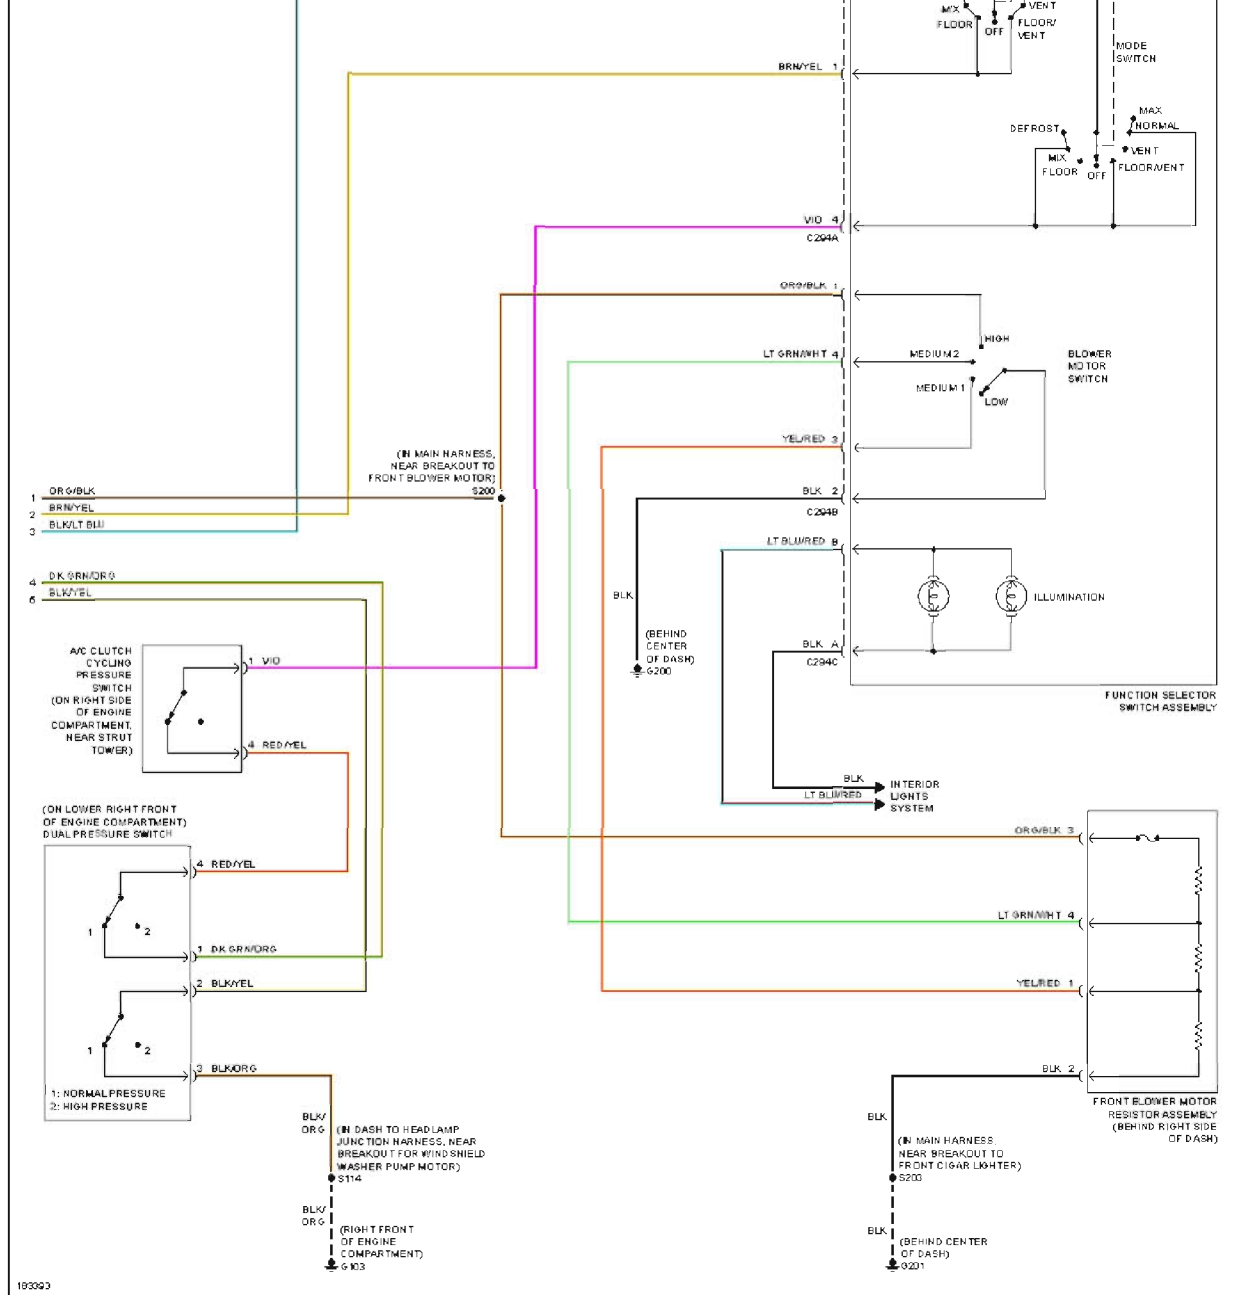 MIX
VENT
FLOOR
OFF
FLOOR/
VENT
MODE
SWITCH
BRN/YEL 1
MAX
NORMAL
DEFROST
VENT
MIX
FLOOR
OFF
FLOOR/VENT
VIO 4
C294A
ORG/BLK 1
HIGH
LT GRN/WHT 4
MEDIUM 2
BLOWER
MOTOR
SWITCH
MEDIUM 1
LOW
YEL/RED 3
(IN MAIN HARNESS,
NEAR BREAKOUT TO
FRONT BLOWER MOTOR)
S200
1 ORG/BLK
2 BRN/YEL
3 BLK/LT BLU
BLK 2
C294B
LT BLU/RED B
4 DK GRN/ORG
5 BLK/YEL
BLK
ILLUMINATION
(BEHIND
CENTER
OF DASH)
G200
BLK A
C294C
A/C CLUTCH
CYCLING
PRESSURE
SWITCH
(ON RIGHT SIDE
OF ENGINE
COMPARTMENT,
NEAR STRUT
TOWER)
1 VIO
4 RED/YEL
FUNCTION SELECTOR
SWITCH ASSEMBLY
BLK
LT BLU/RED
INTERIOR
LIGHTS
SYSTEM
(ON LOWER RIGHT FRONT
OF ENGINE COMPARTMENT)
DUAL PRESSURE SWITCH
4 RED/YEL
1 2
1 DK GRN/ORG
2 BLK/YEL
1 2
3 BLK/ORG
1: NORMAL PRESSURE
2: HIGH PRESSURE
ORG/BLK 3
LT GRN/WHT 4
YEL/RED 1
BLK 2
FRONT BLOWER MOTOR
RESISTOR ASSEMBLY
(BEHIND RIGHT SIDE
OF DASH)
BLK/
ORG
(IN DASH TO HEADLAMP
JUNCTION HARNESS, NEAR
BREAKOUT FOR WINDSHIELD
WASHER PUMP MOTOR)
S114
BLK/
ORG
(RIGHT FRONT
OF ENGINE
COMPARTMENT)
G103
BLK
(IN MAIN HARNESS,
NEAR BREAKOUT TO
FRONT CIGAR LIGHTER)
S203
BLK
(BEHIND CENTER
OF DASH)
G201
183393